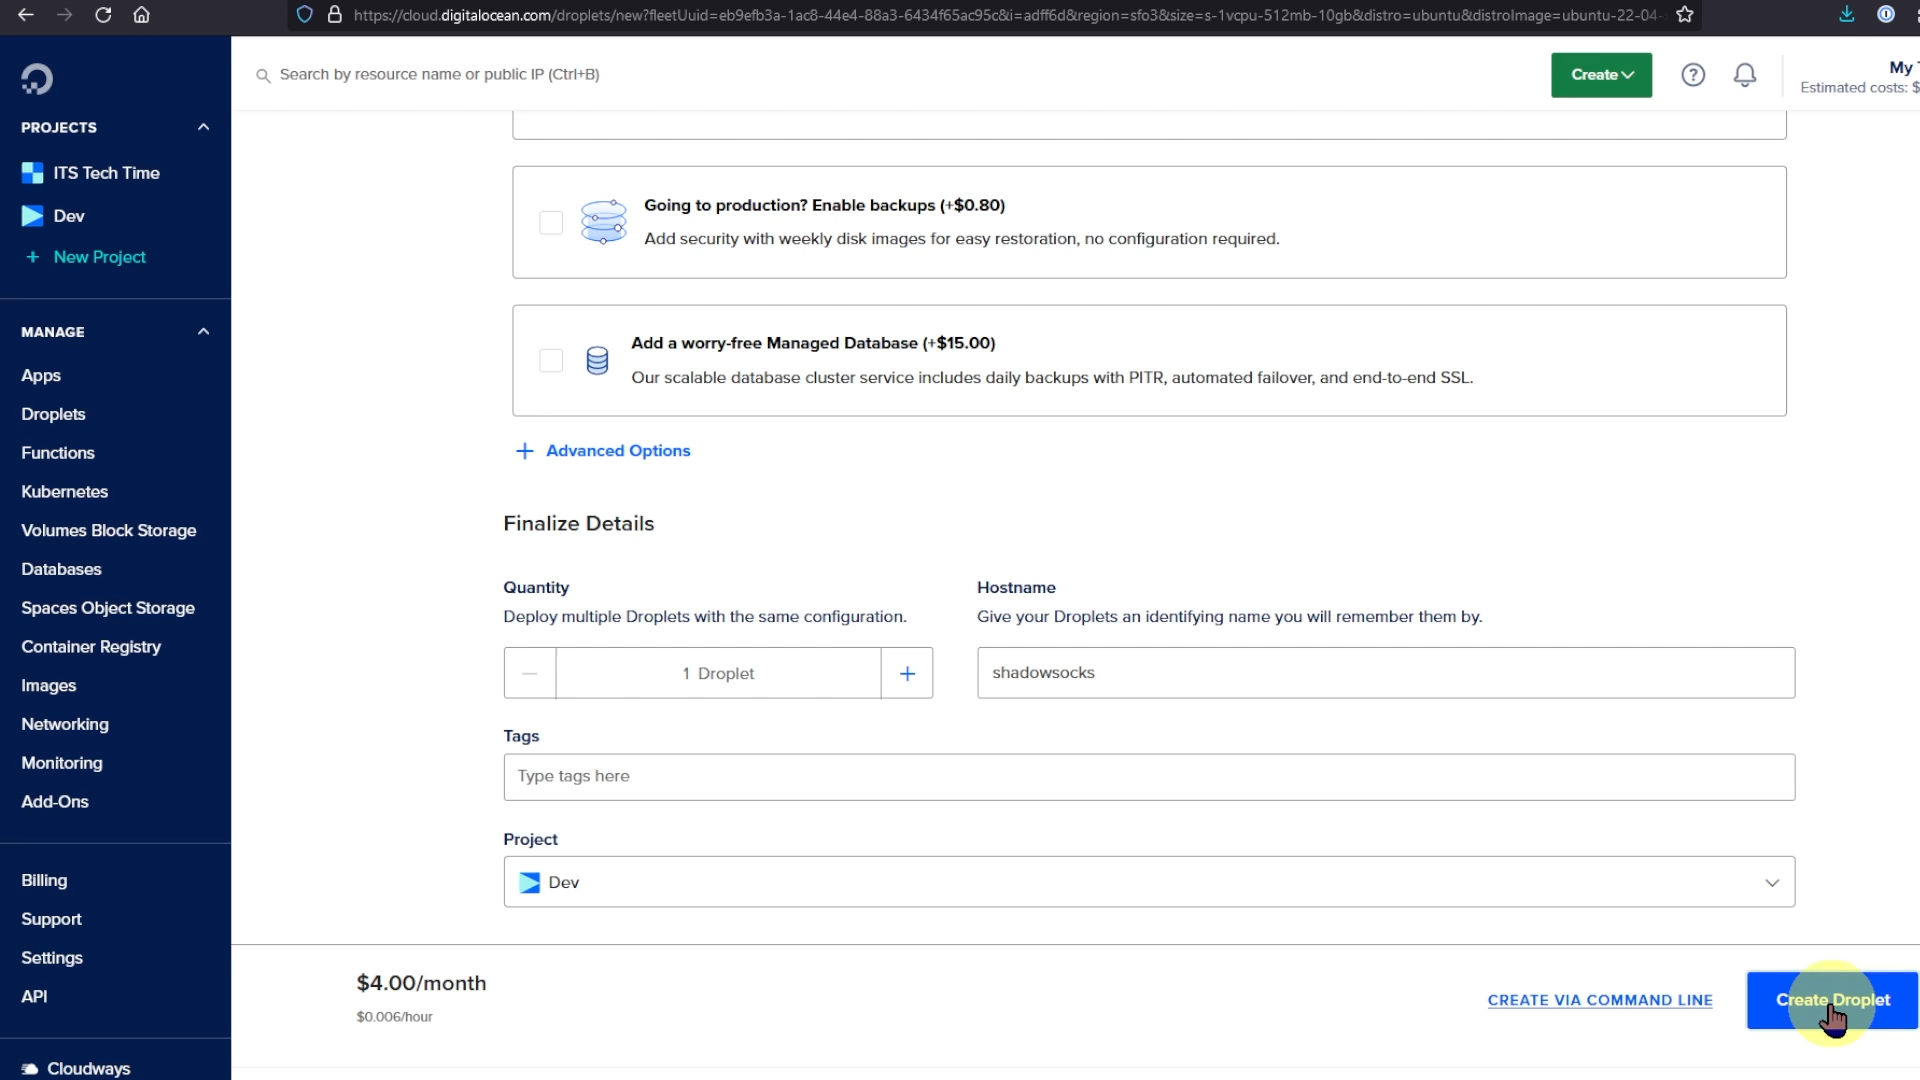 https://cloud.digitalocean.com/droplets/new?fleetUuid=eb9efb3a-1ac8-44e4-88a3-6434f65ac95c&i=adff6d&region=sfo3&size=s-1vcpu-512mb-10gb&distro=ubuntu&distroImage=ubuntu-22-04-
Search by resource name or public IP (Ctrl+B)
Create
My
Estimated costs: $
PROJECTS
ITS Tech Time
Dev
+ New Project
MANAGE
Apps
Droplets
Functions
Kubernetes
Volumes Block Storage
Databases
Spaces Object Storage
Container Registry
Images
Networking
Monitoring
Add-Ons
Billing
Support
Settings
API
Cloudways
Going to production? Enable backups (+$0.80)
Add security with weekly disk images for easy restoration, no configuration required.
Add a worry-free Managed Database (+$15.00)
Our scalable database cluster service includes daily backups with PITR, automated failover, and end-to-end SSL.
+ Advanced Options
Finalize Details
Quantity
Deploy multiple Droplets with the same configuration.
1 Droplet
Hostname
Give your Droplets an identifying name you will remember them by.
shadowsocks
Tags
Type tags here
Project
Dev
$4.00/month
$0.006/hour
CREATE VIA COMMAND LINE
Create Droplet